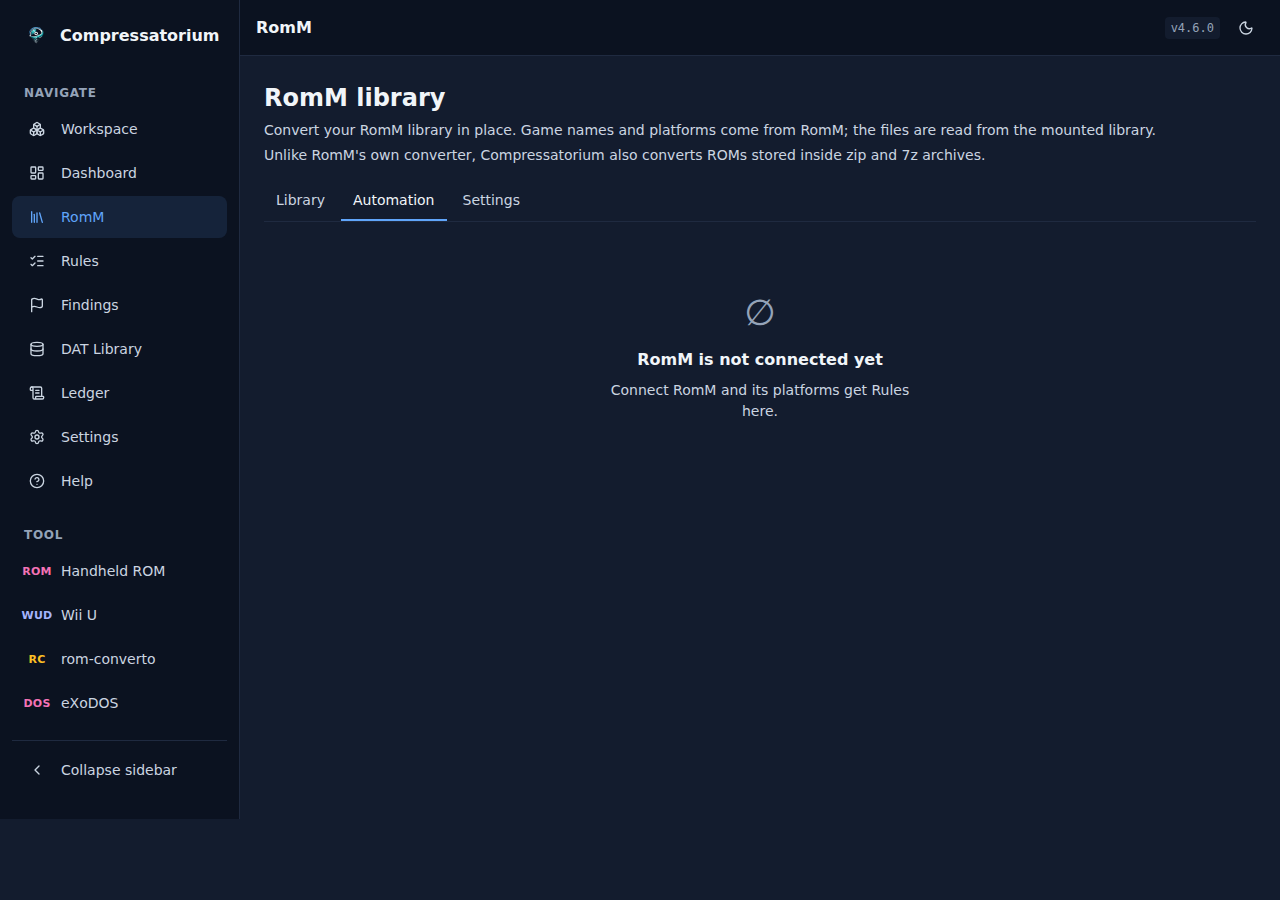 Compressatorium
RomM
v4.6.0
NAVIGATE
Workspace
Dashboard
RomM
Rules
Findings
DAT Library
Ledger
Settings
Help
TOOL
ROM Handheld ROM
WUD Wii U
RC rom-converto
DOS eXoDOS
Collapse sidebar
RomM library
Convert your RomM library in place. Game names and platforms come from RomM; the files are read from the mounted library.
Unlike RomM's own converter, Compressatorium also converts ROMs stored inside zip and 7z archives.
Library Automation Settings
∅
RomM is not connected yet
Connect RomM and its platforms get Rules
here.